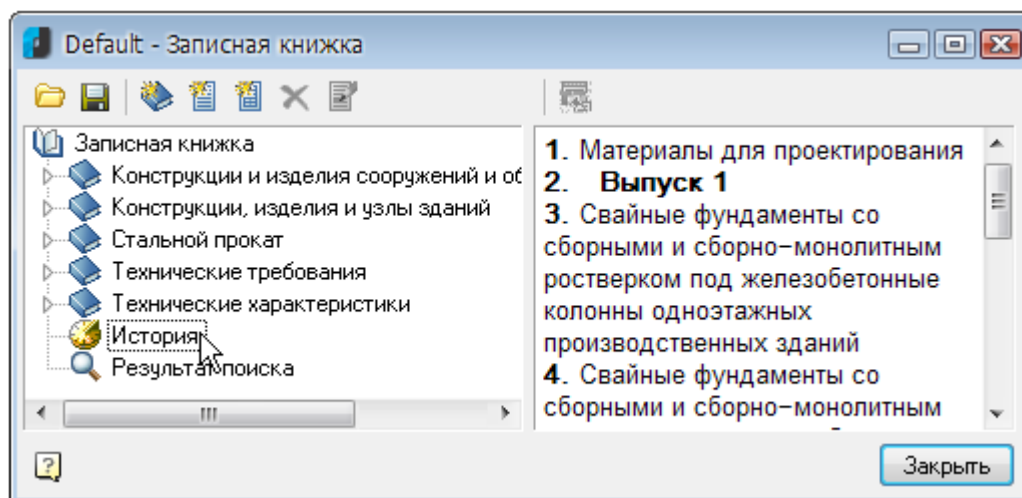 Default - Записная книжка
Записная книжка
Конструкции и изделия сооружений и об
Конструкции, изделия и узлы зданий
Стальной прокат
Технические требования
Технические характеристики
История
Результат поиска
1. Материалы для проектирования
2. Выпуск 1
3. Свайные фундаменты со
сборными и сборно-монолитным
ростверком под железобетонные
колонны одноэтажных
производственных зданий
4. Свайные фундаменты со
сборными и сборно-монолитным
Закрыть